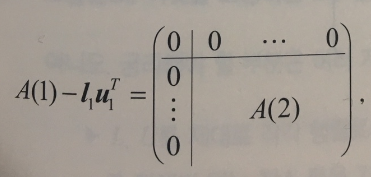 0 0 ⋯ 0
A(1) − l₁u₁ᵀ = 0 ⋮ 0 A(2) ,